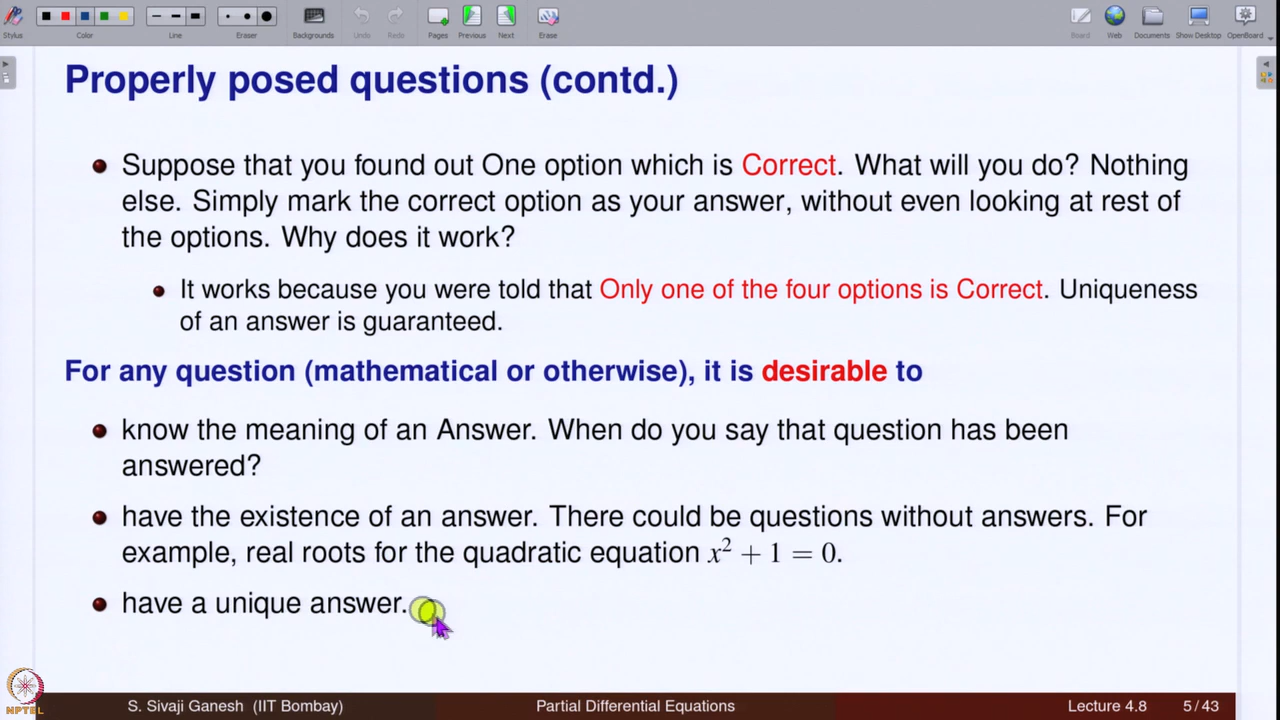 Stylus
Color
Line
Eraser
Backgrounds
Undo
Redo
Pages
Previous
Next
Erase
Board
Web
Documents
Show Desktop
OpenBoard
Properly posed questions (contd.)
Suppose that you found out One option which is Correct. What will you do? Nothing
else. Simply mark the correct option as your answer, without even looking at rest of
the options. Why does it work?
It works because you were told that Only one of the four options is Correct. Uniqueness
of an answer is guaranteed.
For any question (mathematical or otherwise), it is desirable to
know the meaning of an Answer. When do you say that question has been
answered?
have the existence of an answer. There could be questions without answers. For
example, real roots for the quadratic equation x² + 1 = 0.
have a unique answer.
NPTEL
S. Sivaji Ganesh (IIT Bombay)
Partial Differential Equations
Lecture 4.8
5 / 43